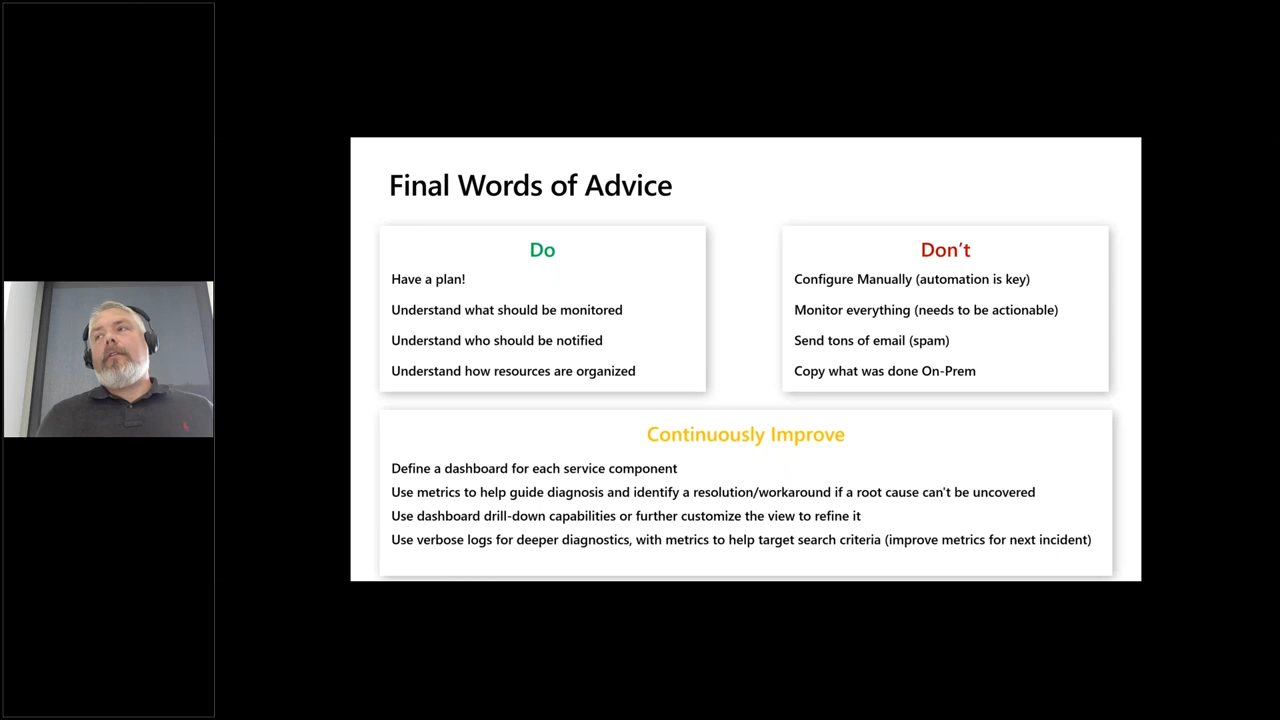 Final Words of Advice
Do
Have a plan!
Understand what should be monitored
Understand who should be notified
Understand how resources are organized
Don't
Configure Manually (automation is key)
Monitor everything (needs to be actionable)
Send tons of email (spam)
Copy what was done On-Prem
Continuously Improve
Define a dashboard for each service component
Use metrics to help guide diagnosis and identify a resolution/workaround if a root cause can't be uncovered
Use dashboard drill-down capabilities or further customize the view to refine it
Use verbose logs for deeper diagnostics, with metrics to help target search criteria (improve metrics for next incident)